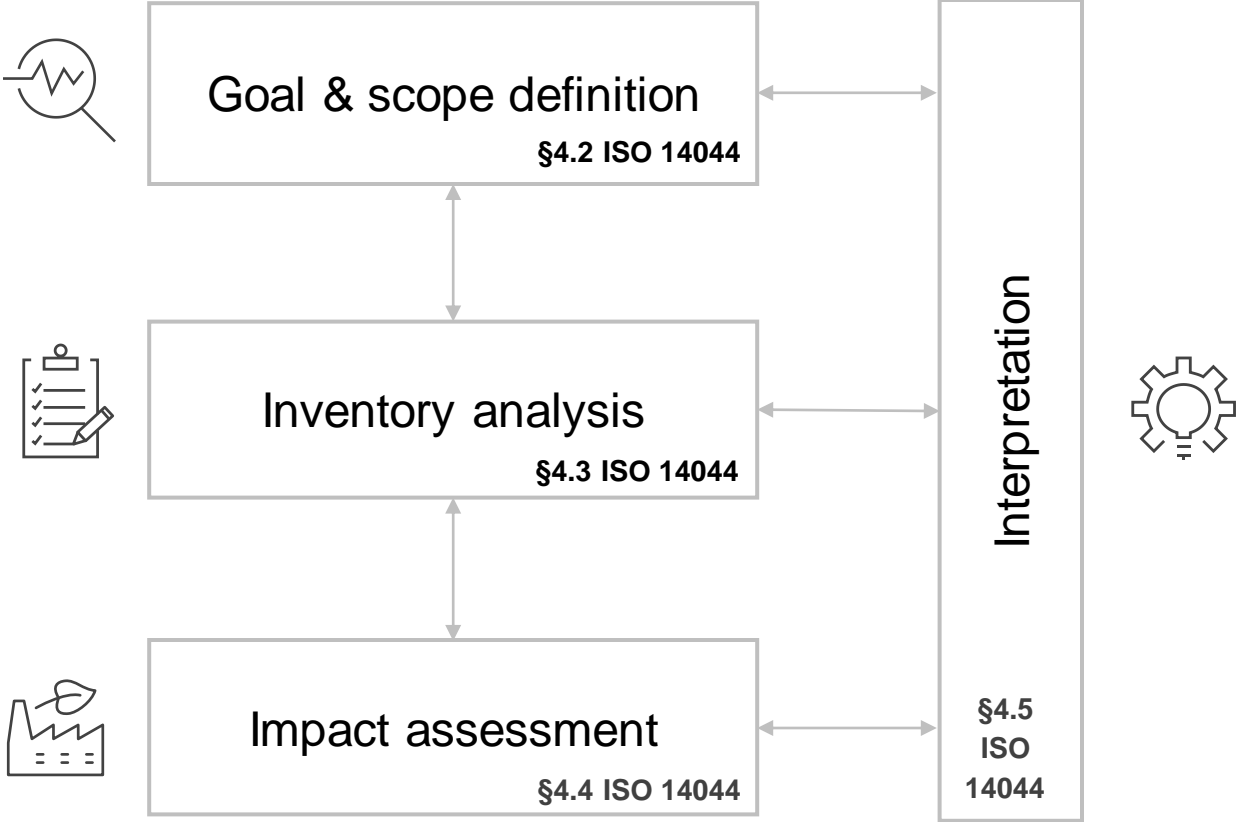 Goal & scope definition
§4.2 ISO 14044
Inventory analysis
§4.3 ISO 14044
Impact assessment
§4.4 ISO 14044
Interpretation
§4.5
ISO
14044